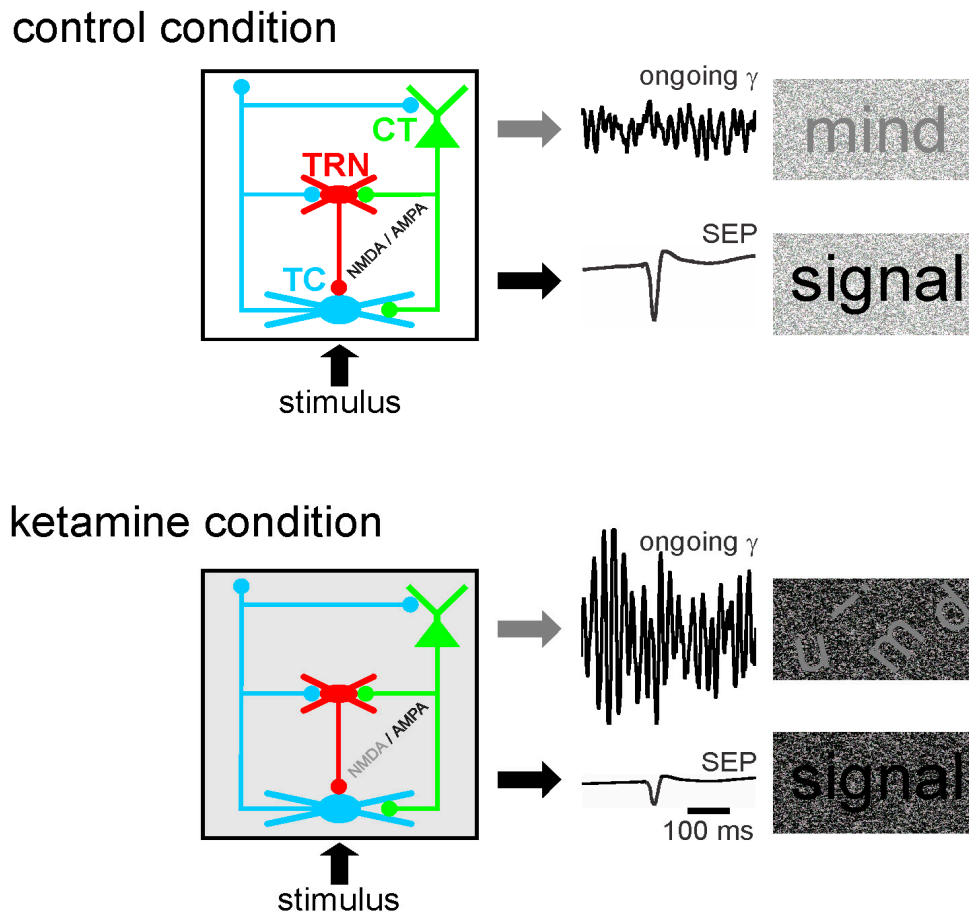 control condition
ongoing γ
mind
CT
TRN
NMDA / AMPA
TC
SEP
signal
stimulus
ketamine condition
ongoing γ
u i m d
NMDA / AMPA
SEP
signal
100 ms
stimulus